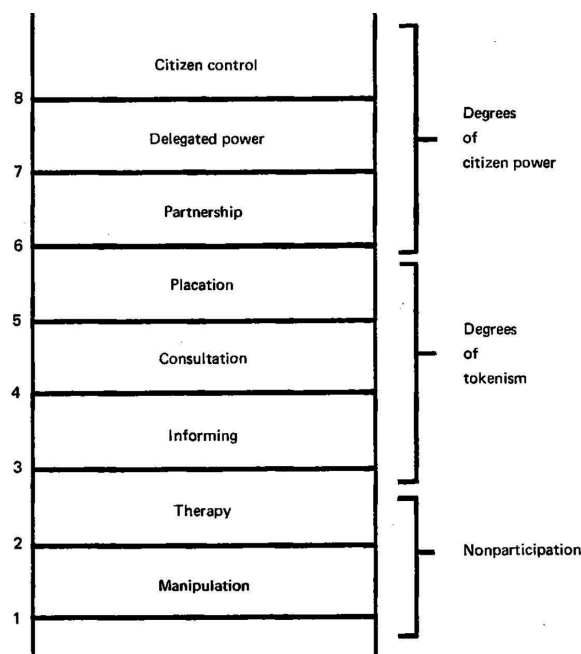 Citizen control
8
Delegated power
7
Partnership
6
Placation
5
Consultation
4
Informing
3
Therapy
2
Manipulation
1
Degrees
of
citizen power
Degrees
of
tokenism
Nonparticipation